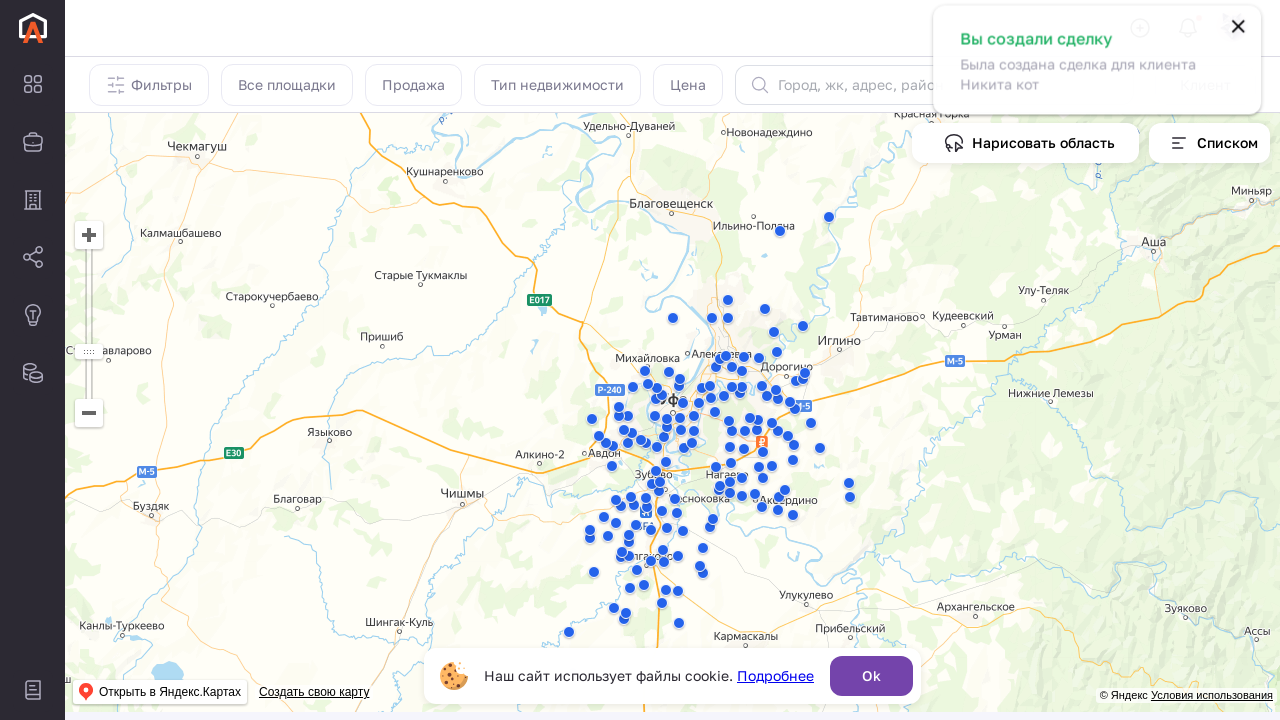 Вы создали сделку
Была создана сделка для клиента
Никита кот
Фильтры
Все площадки
Продажа
Тип недвижимости
Цена
Город, жк, адрес, район
Нарисовать область
Списком
Чекмагуш
Удельно-Дуваней
Новонадеждино
Красная Горка
Кушнаренково
Благовещенск
Ильино-Поляна
Миньяр
Калмашбаево
Аша
Старые Тукмаклы
Старокучербаево
E017
Улу-Теляк
Тавтиманово
Кудеевский
Урман
Пришиб
Иглино
Михайловка
Алексеевка
Дорогино
М-5
Р-240
Уфа
Нижние Лемезы
М-5
Языково
E30
М-5
Алкино-2
Авдон
Зубово
Нагаево
Благовар
Чишмы
Буздяк
Акбердино
Улукулево
Архангельское
Зуяково
Канлы-Туркеево
Шингак-Куль
Прибельский
Кармаскалы
Ассы
Наш сайт использует файлы cookie. Подробнее
Ok
Открыть в Яндекс.Картах
Создать свою карту
© Яндекс Условия использования